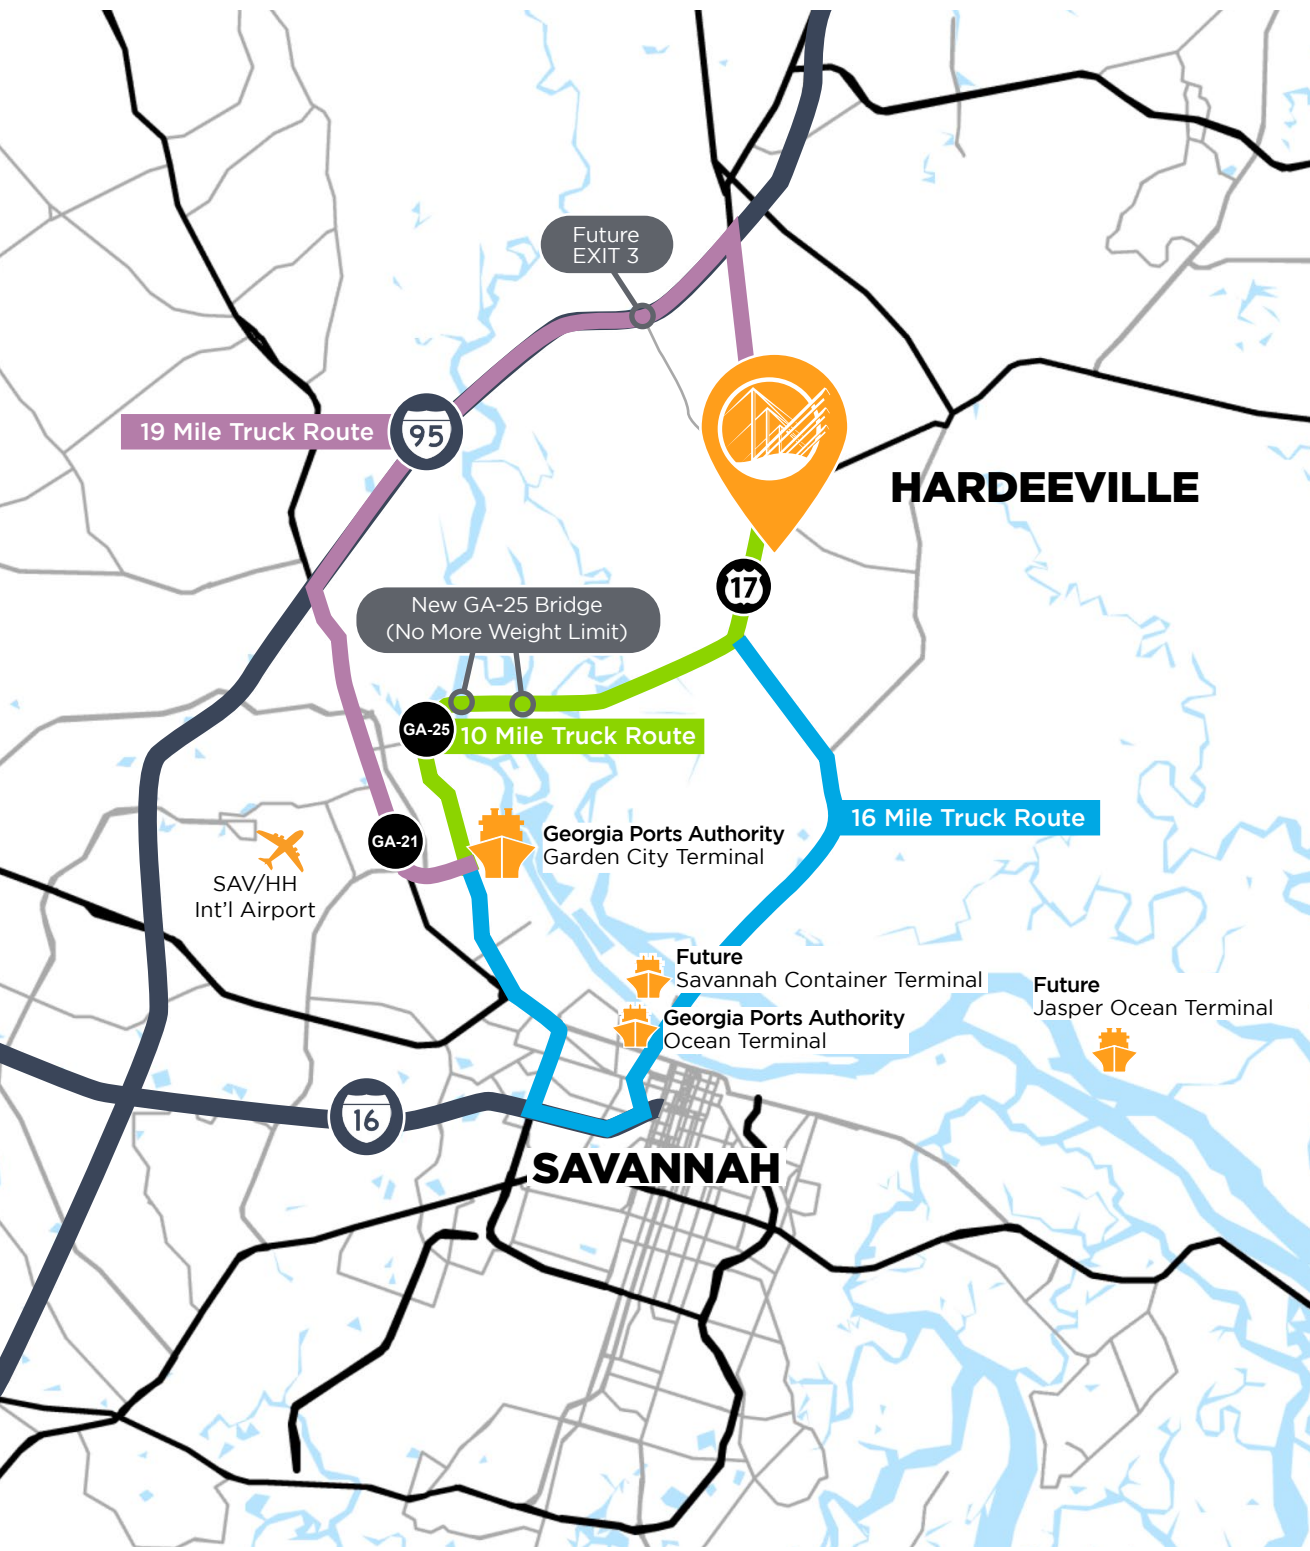 Future
EXIT 3
19 Mile Truck Route
95
HARDEEVILLE
17
New GA-25 Bridge
(No More Weight Limit)
GA-25
10 Mile Truck Route
16 Mile Truck Route
GA-21
Georgia Ports Authority
Garden City Terminal
SAV/HH
Int'l Airport
Future
Savannah Container Terminal
Future
Jasper Ocean Terminal
Georgia Ports Authority
Ocean Terminal
16
SAVANNAH